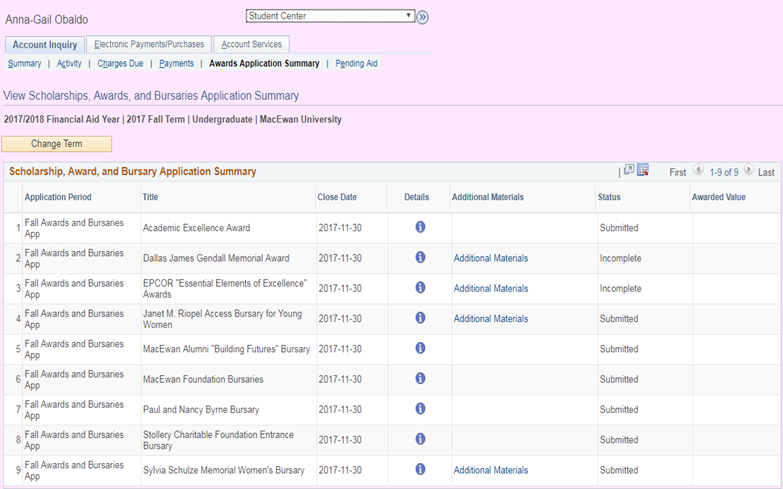 Anna-Gail Obaldo
Student Center
Account Inquiry
Electronic Payments/Purchases
Account Services
Summary | Activity | Charges Due | Payments | Awards Application Summary | Pending Aid
View Scholarships, Awards, and Bursaries Application Summary
2017/2018 Financial Aid Year | 2017 Fall Term | Undergraduate | MacEwan University
Change Term
Scholarship, Award, and Bursary Application Summary
First 1-9 of 9 Last
Application Period Title Close Date Details Additional Materials Status Awarded Value
1 Fall Awards and Bursaries App Academic Excellence Award 2017-11-30 Submitted
2 Fall Awards and Bursaries App Dallas James Gendall Memorial Award 2017-11-30 Additional Materials Incomplete
3 Fall Awards and Bursaries App EPCOR "Essential Elements of Excellence" Awards 2017-11-30 Additional Materials Incomplete
4 Fall Awards and Bursaries App Janet M. Riopel Access Bursary for Young Women 2017-11-30 Additional Materials Submitted
5 Fall Awards and Bursaries App MacEwan Alumni "Building Futures" Bursary 2017-11-30 Submitted
6 Fall Awards and Bursaries App MacEwan Foundation Bursaries 2017-11-30 Submitted
7 Fall Awards and Bursaries App Paul and Nancy Byrne Bursary 2017-11-30 Submitted
8 Fall Awards and Bursaries App Stollery Charitable Foundation Entrance Bursary 2017-11-30 Submitted
9 Fall Awards and Bursaries App Sylvia Schulze Memorial Women's Bursary 2017-11-30 Additional Materials Submitted